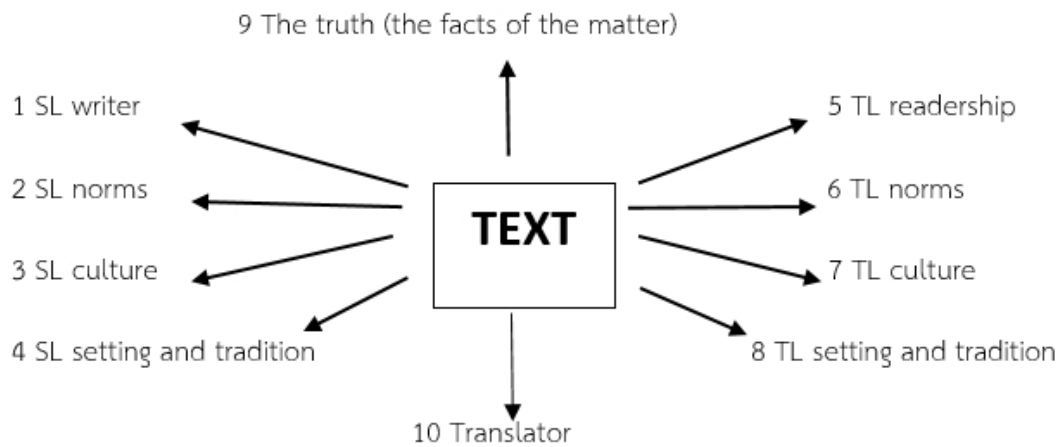 9 The truth (the facts of the matter)
1 SL writer
5 TL readership
2 SL norms
6 TL norms
TEXT
3 SL culture
7 TL culture
4 SL setting and tradition
8 TL setting and tradition
10 Translator